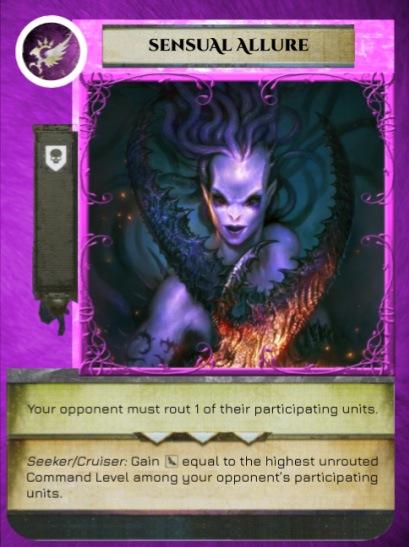 SENSUAL ALLURE
Your opponent must rout 1 of their participating units.
Seeker/Cruiser: Gain equal to the highest unrouted
Command Level among your opponent's participating
units.